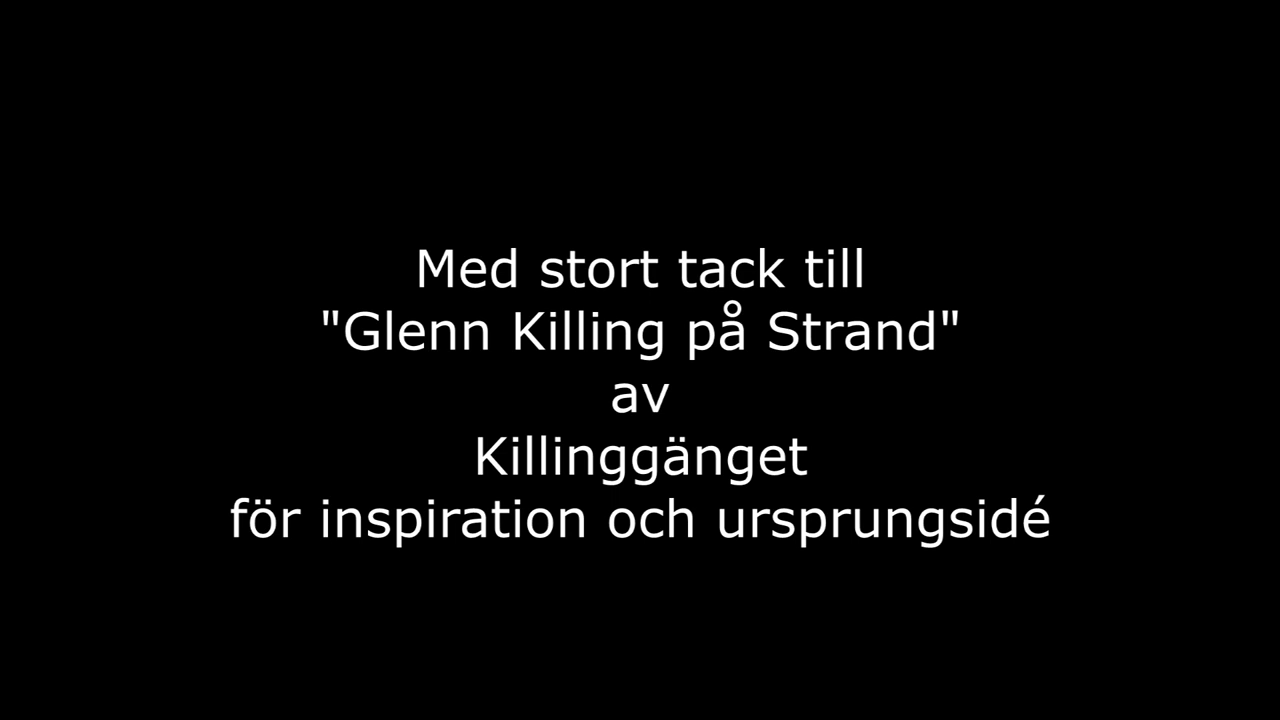 Med stort tack till
"Glenn Killing på Strand"
av
Killinggänget
för inspiration och ursprungsidé